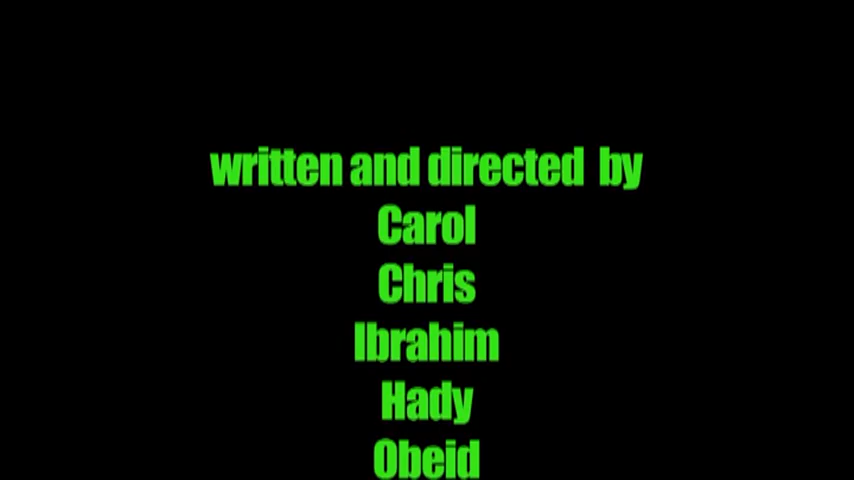 written and directed  by
Carol
Chris
Ibrahim
Hady
Obeid